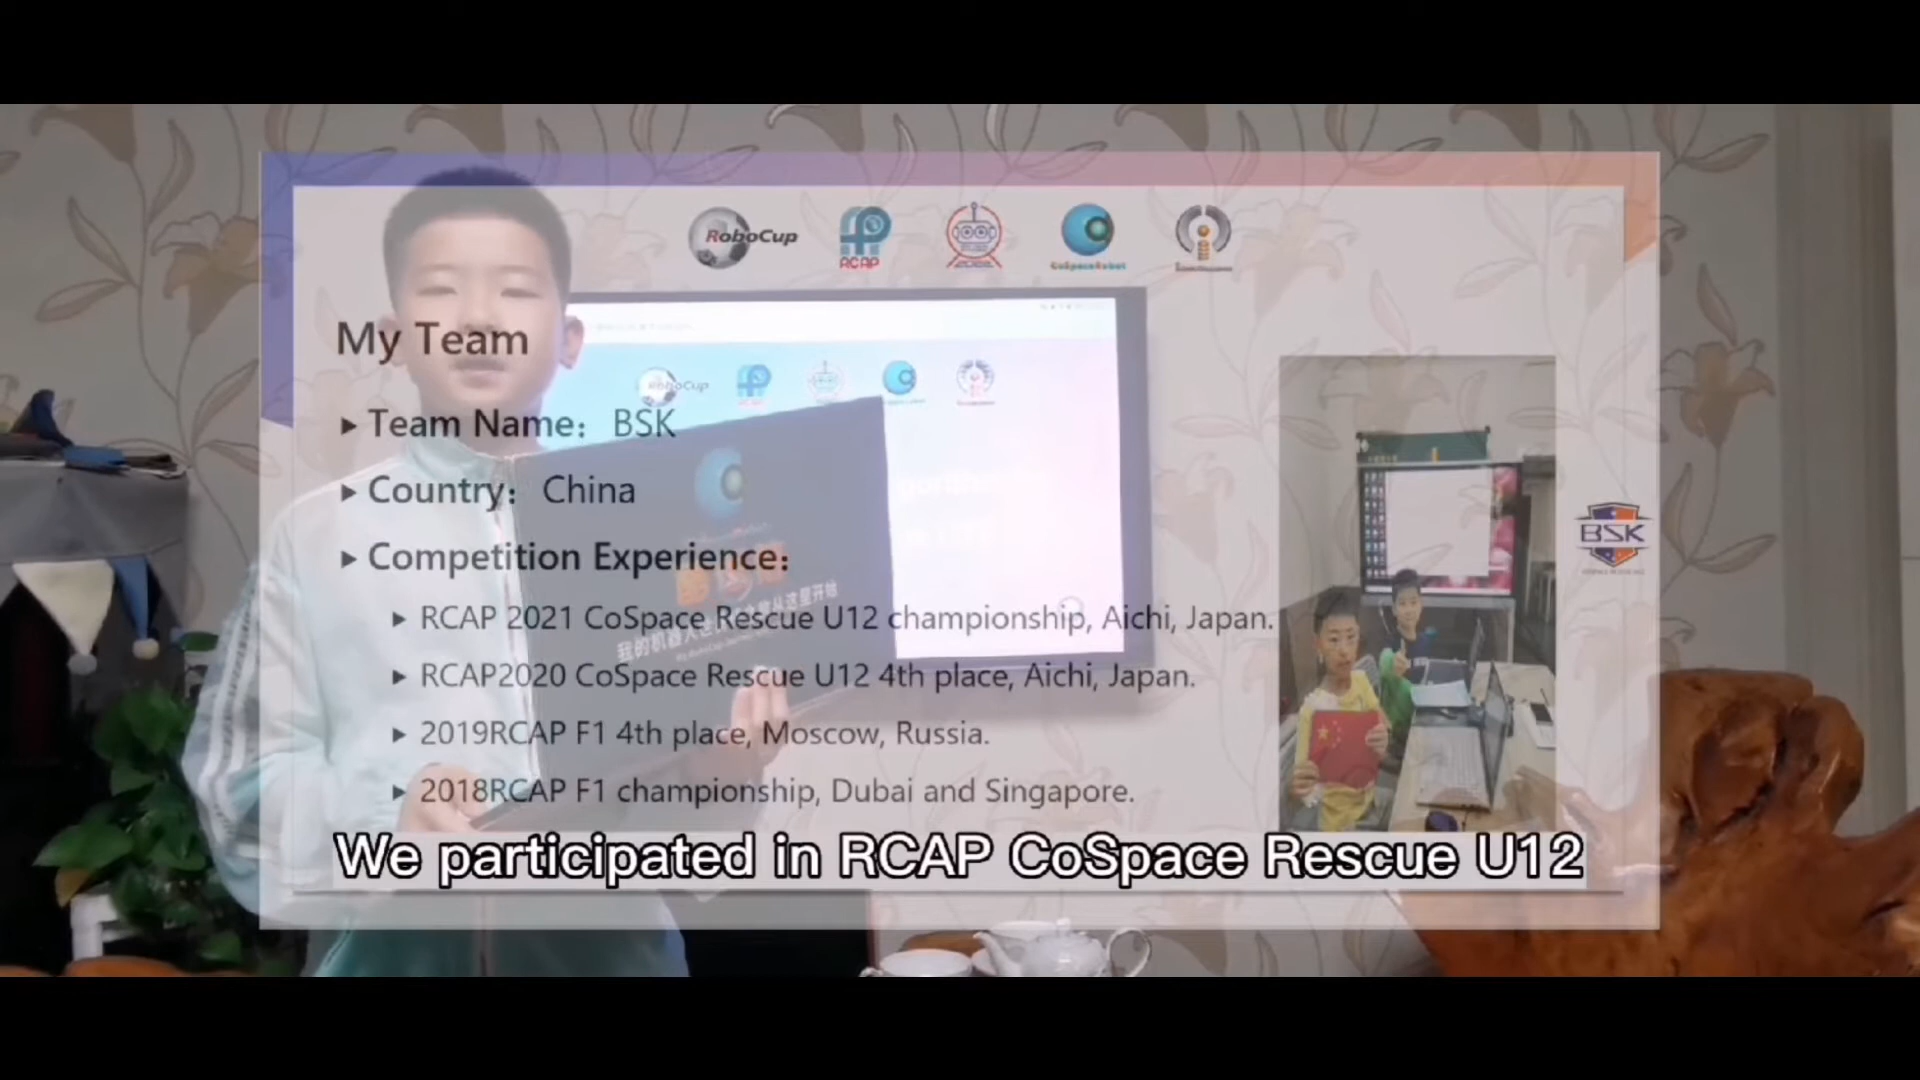 RoboCup
RCAP
CoSpaceRobot
RoboCup
My Team
▸ Team Name： BSK
▸ Country： China
▸ Competition Experience：
▸ RCAP 2021 CoSpace Rescue U12 championship, Aichi, Japan.
▸ RCAP2020 CoSpace Rescue U12 4th place, Aichi, Japan.
▸ 2019RCAP F1 4th place, Moscow, Russia.
▸ 2018RCAP F1 championship, Dubai and Singapore.
BSK
We participated in RCAP CoSpace Rescue U12